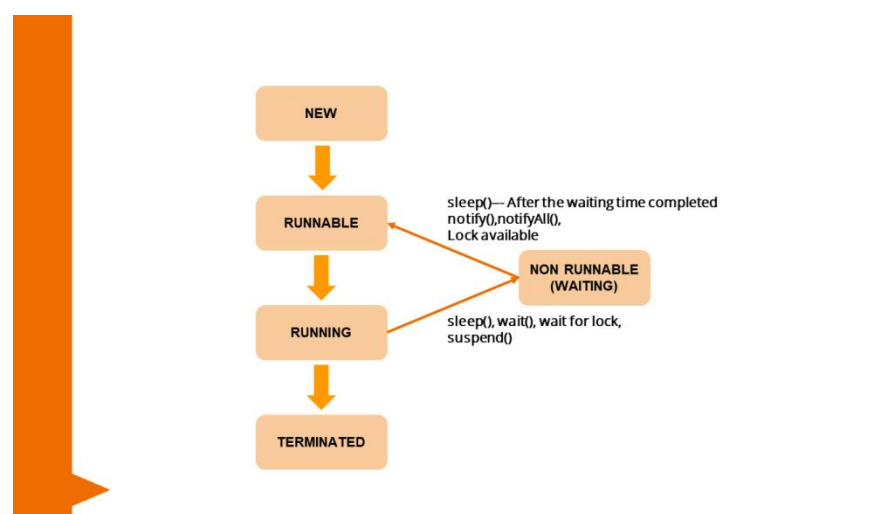 NEW
RUNNABLE
sleep()--- After the waiting time completed
notify(),notifyAll(),
Lock available
NON RUNNABLE
(WAITING)
RUNNING
sleep(), wait(), wait for lock,
suspend()
TERMINATED